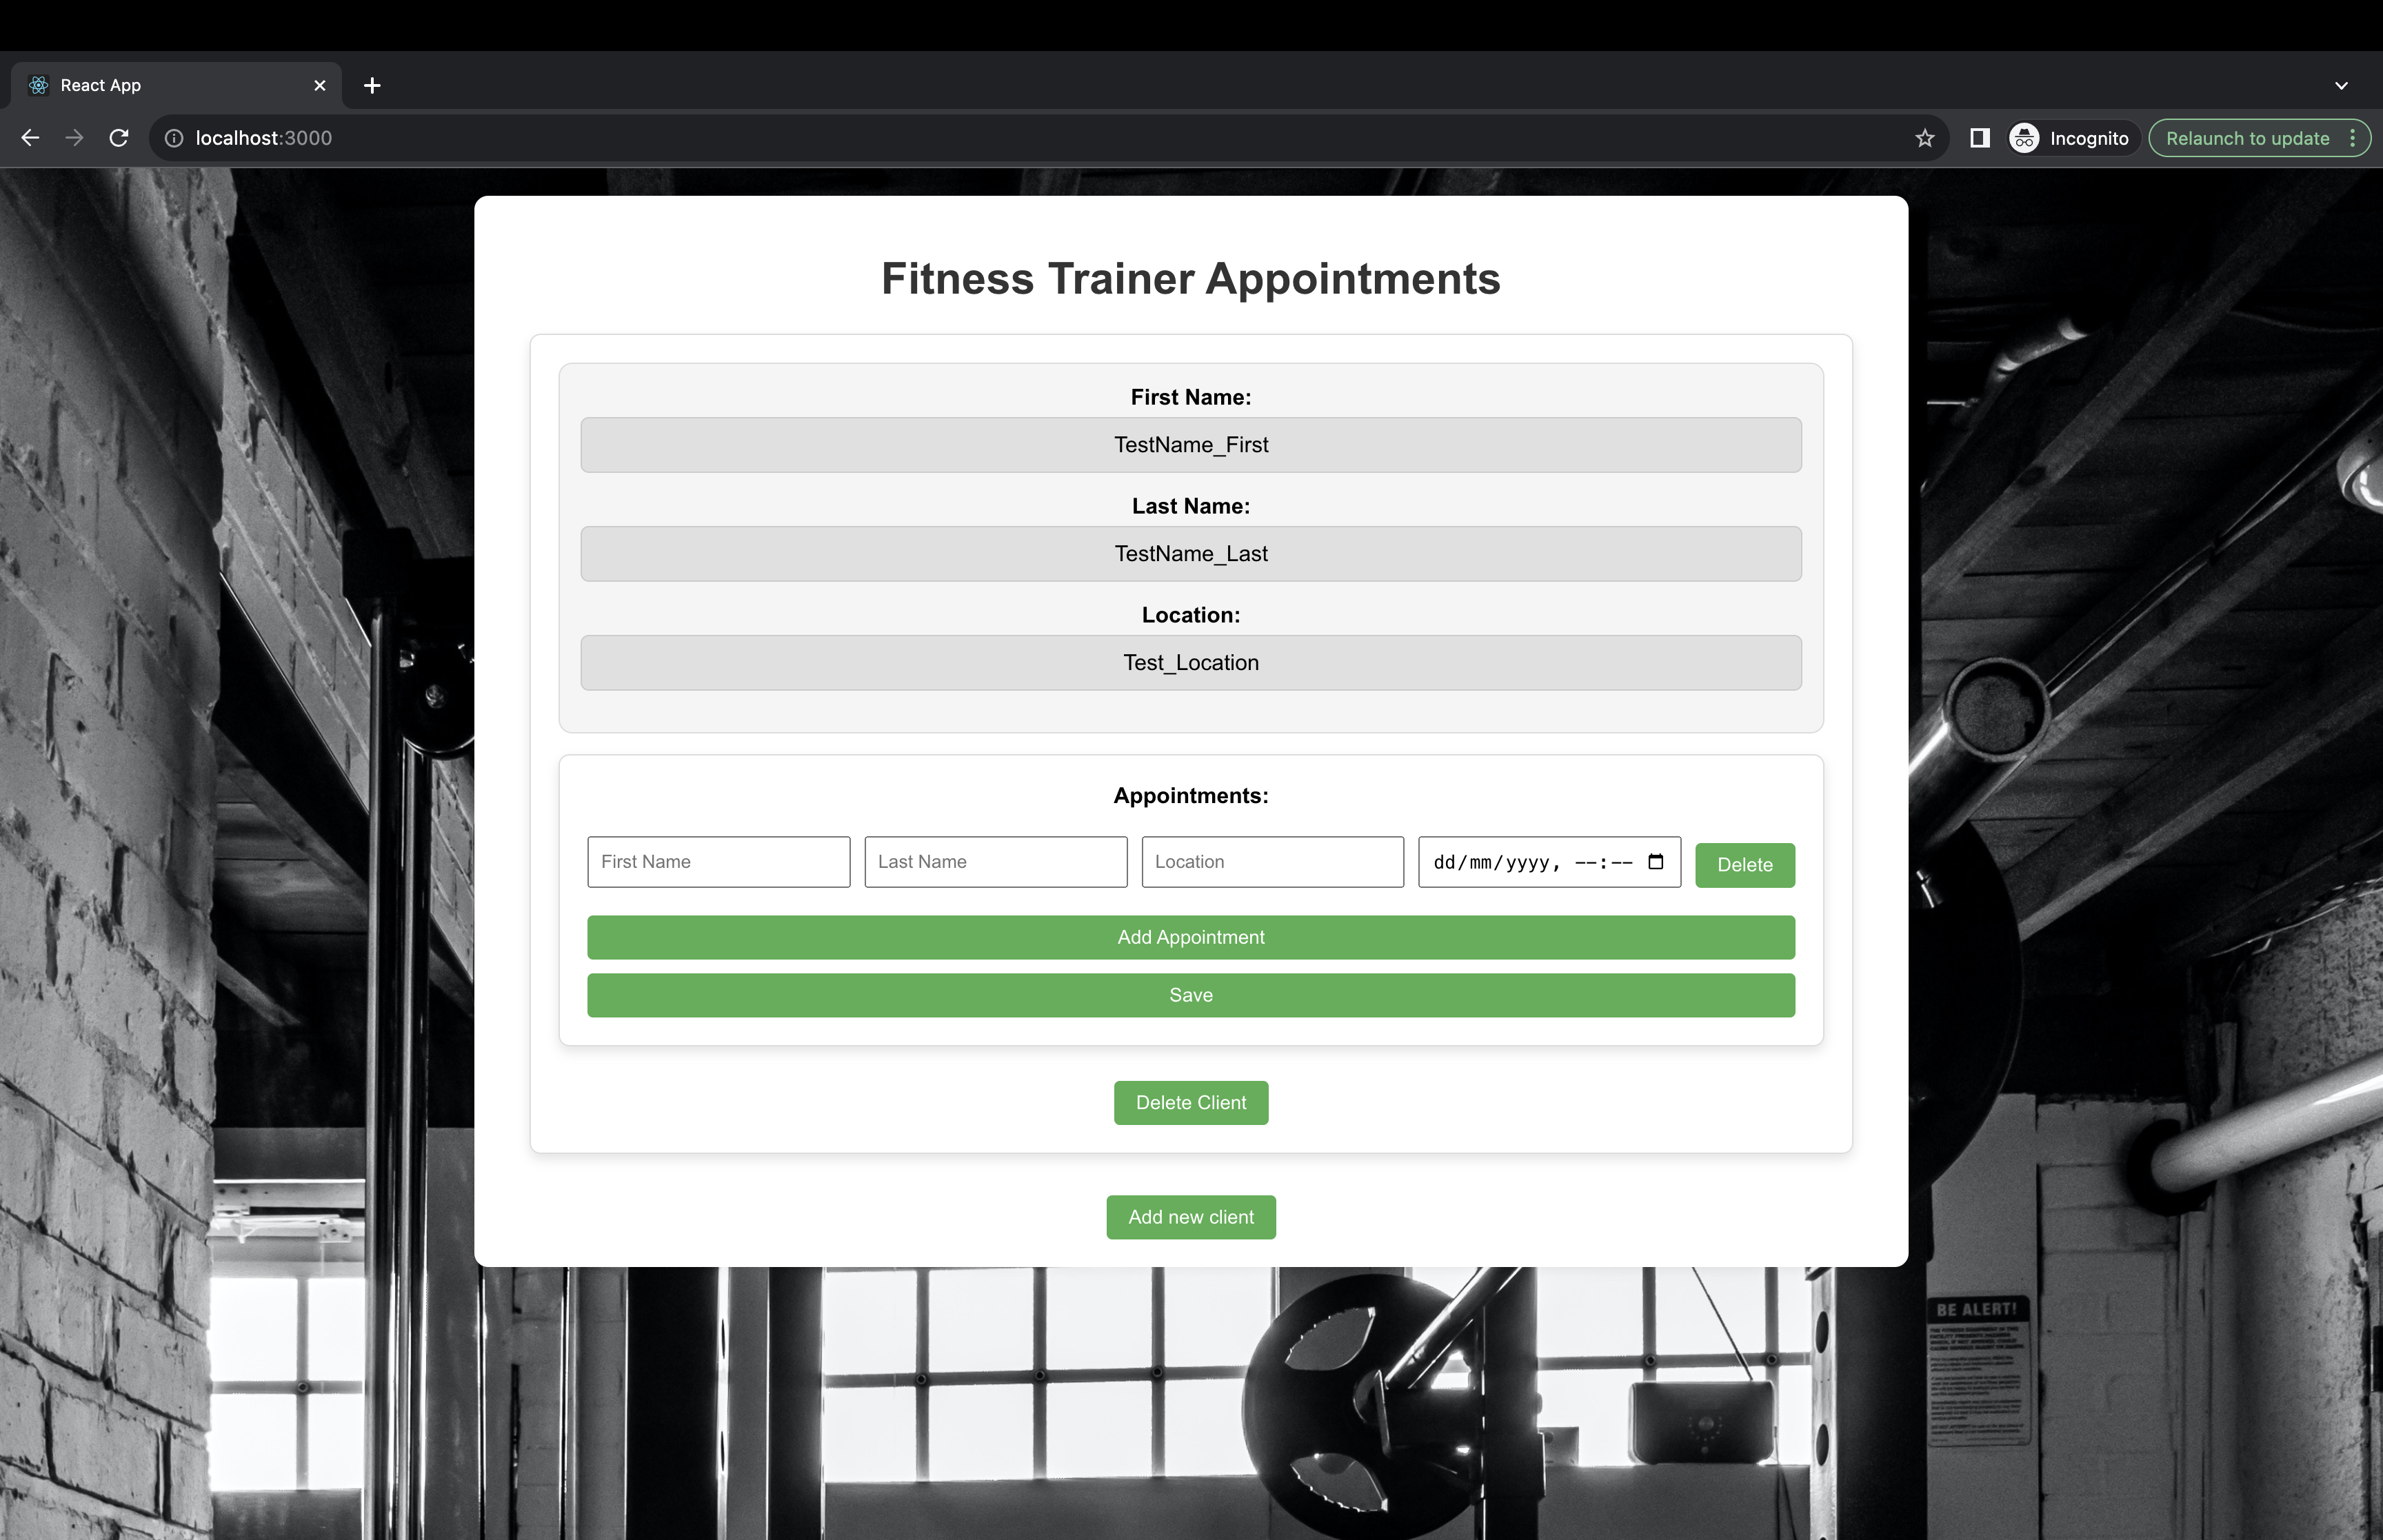 React App
localhost:3000
Incognito
Relaunch to update
Fitness Trainer Appointments
First Name:
TestName_First
Last Name:
TestName_Last
Location:
Test_Location
Appointments:
First Name
Last Name
Location
dd/mm/yyyy, --:--
Delete
Add Appointment
Save
Delete Client
Add new client
BE ALERT!